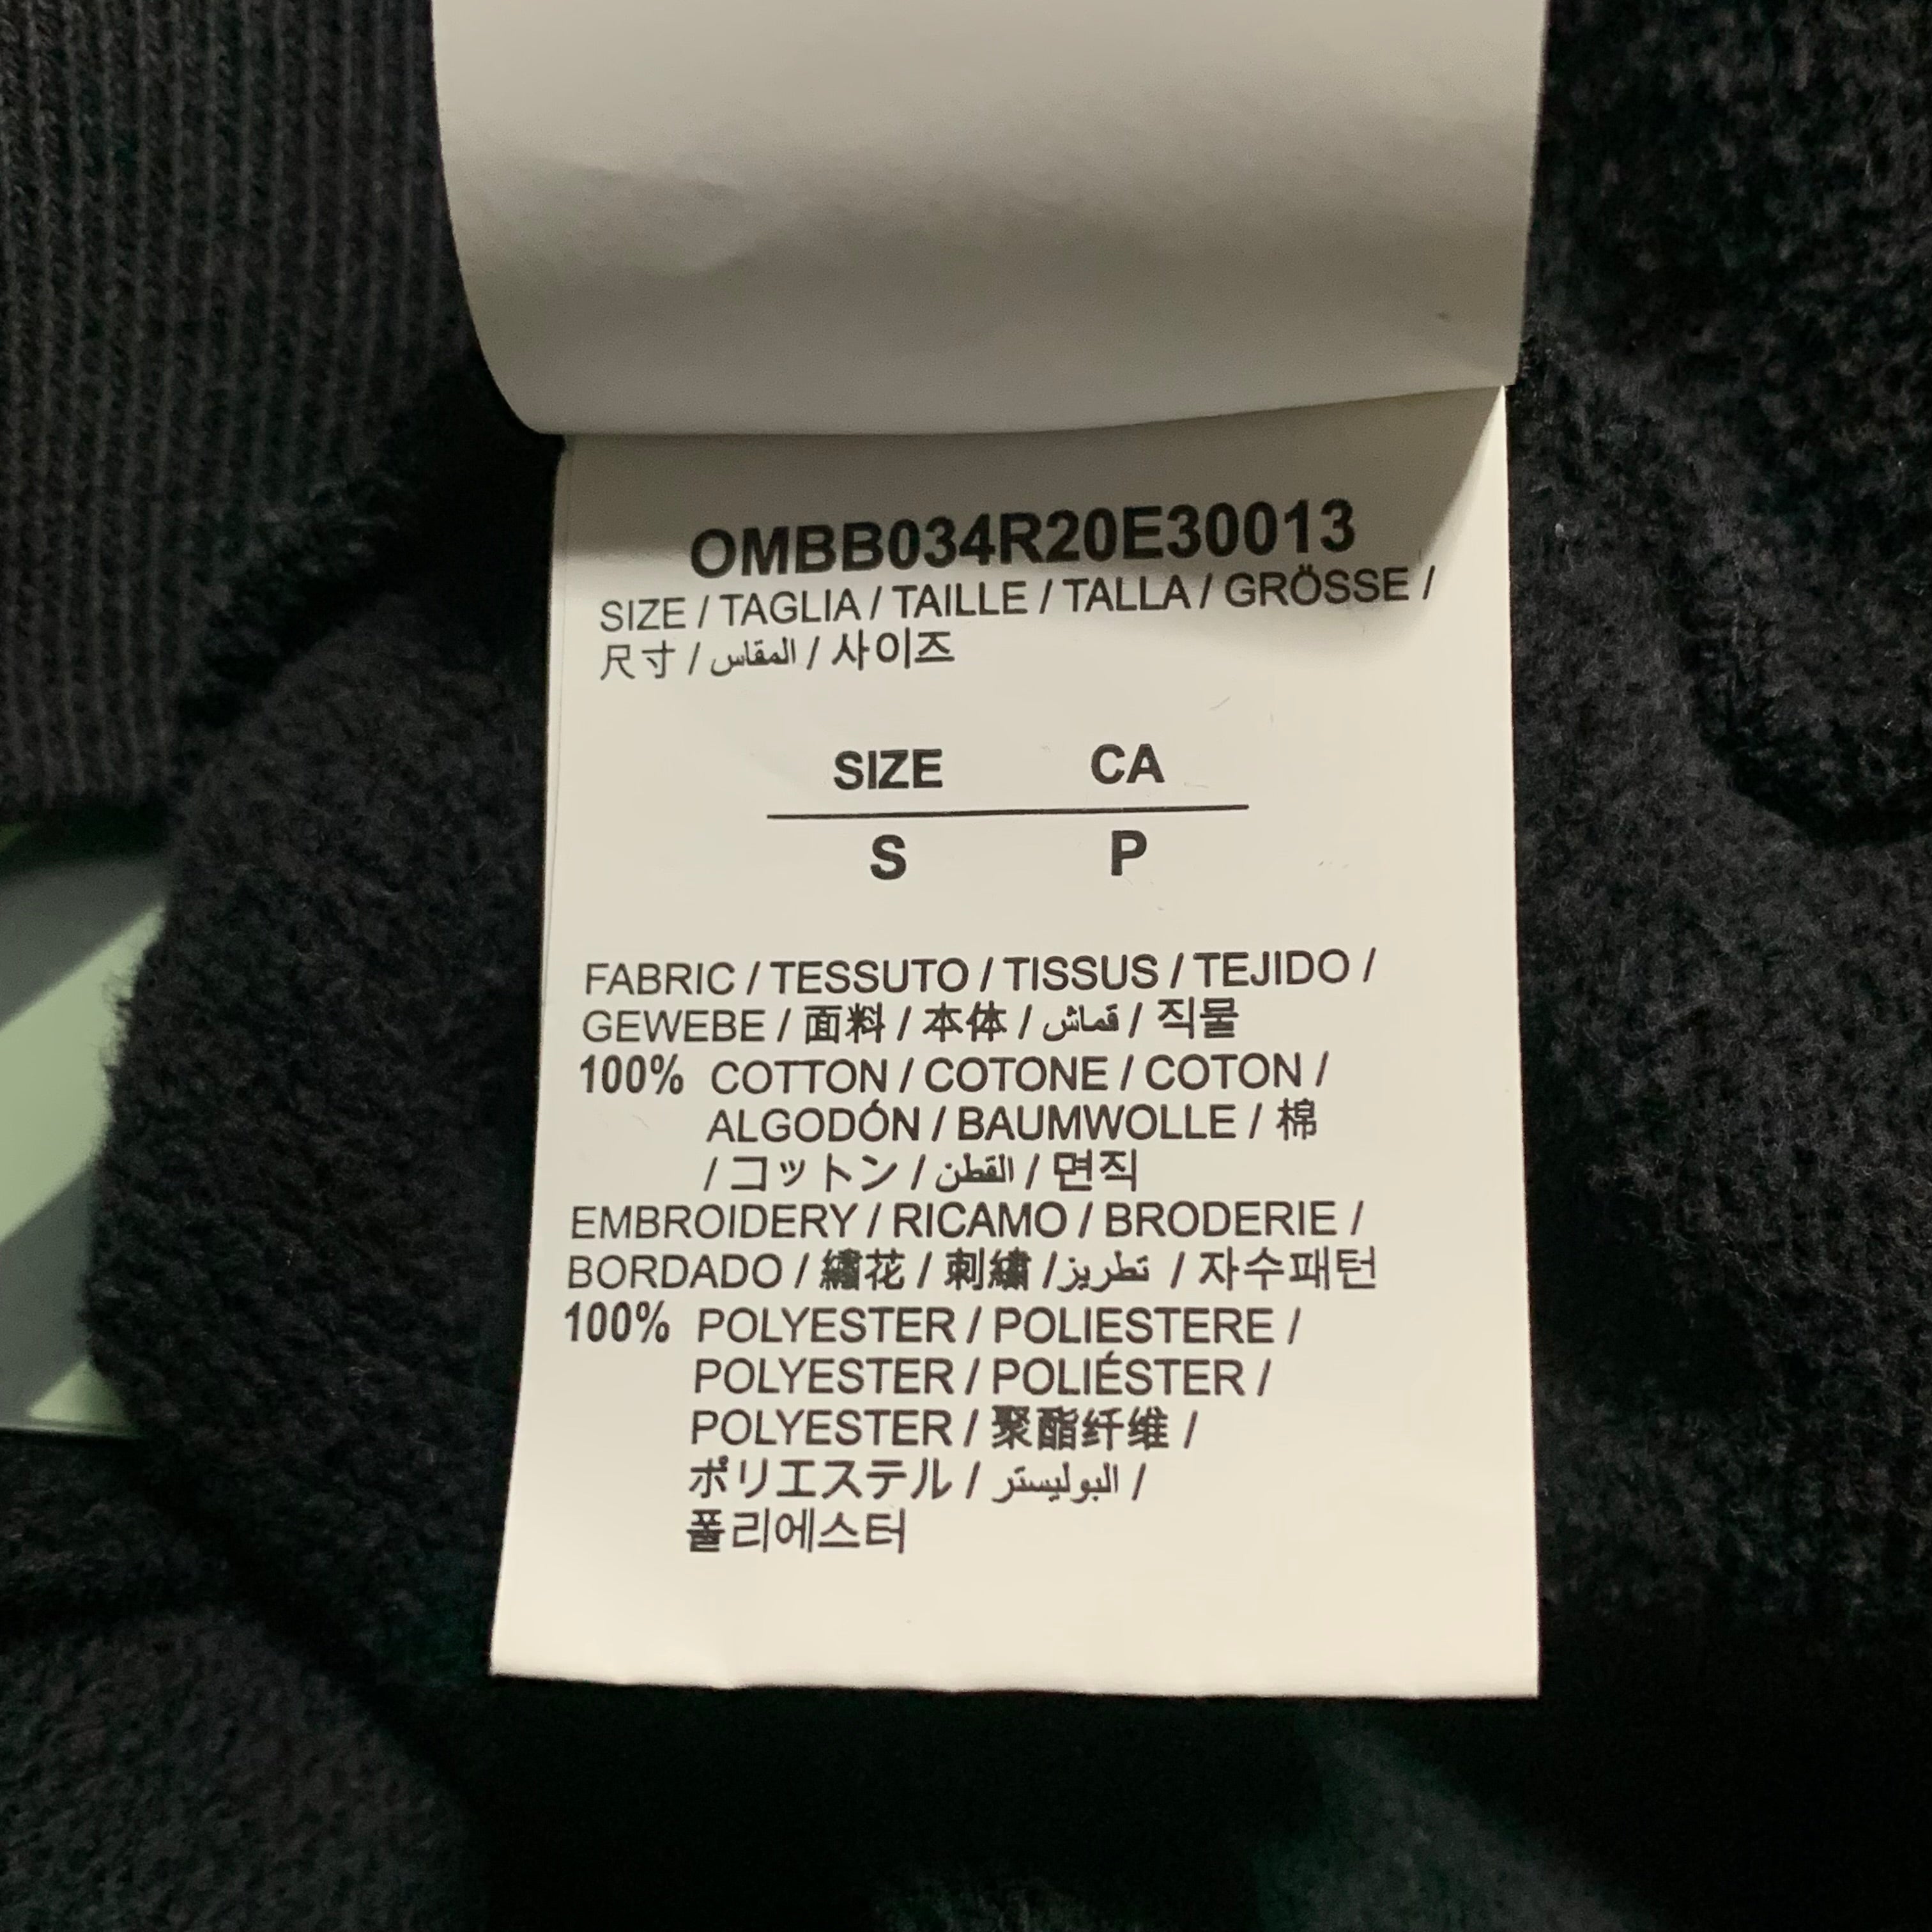 OMBB034R20E30013
SIZE / TAGLIA / TAILLE / TALLA / GRÖSSE /
尺寸 / المقاس / 사이즈
SIZE CA
S P
FABRIC / TESSUTO / TISSUS / TEJIDO /
GEWEBE / 面料 / 本体 / قماش / 직물
100% COTTON / COTONE / COTON /
ALGODÓN / BAUMWOLLE / 棉
/ コットン / القطن / 면직
EMBROIDERY / RICAMO / BRODERIE /
BORDADO / 繡花 / 刺繡 / تطريز / 자수패턴
100% POLYESTER / POLIESTERE /
POLYESTER / POLIÉSTER /
POLYESTER / 聚酯纤维 /
ポリエステル / البوليستر /
폴리에스터